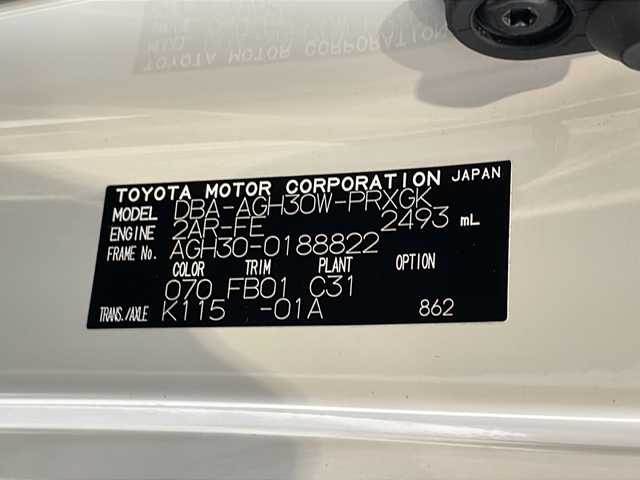 TOYOTA MOTOR CORPORATION JAPAN
MODEL DBA-AGH30W-PRXGK
ENGINE 2AR-FE 2493 mL
FRAME No. AGH30-0188822
COLOR TRIM PLANT OPTION
070 FB01 C31
TRANS./AXLE K115 -01A 862